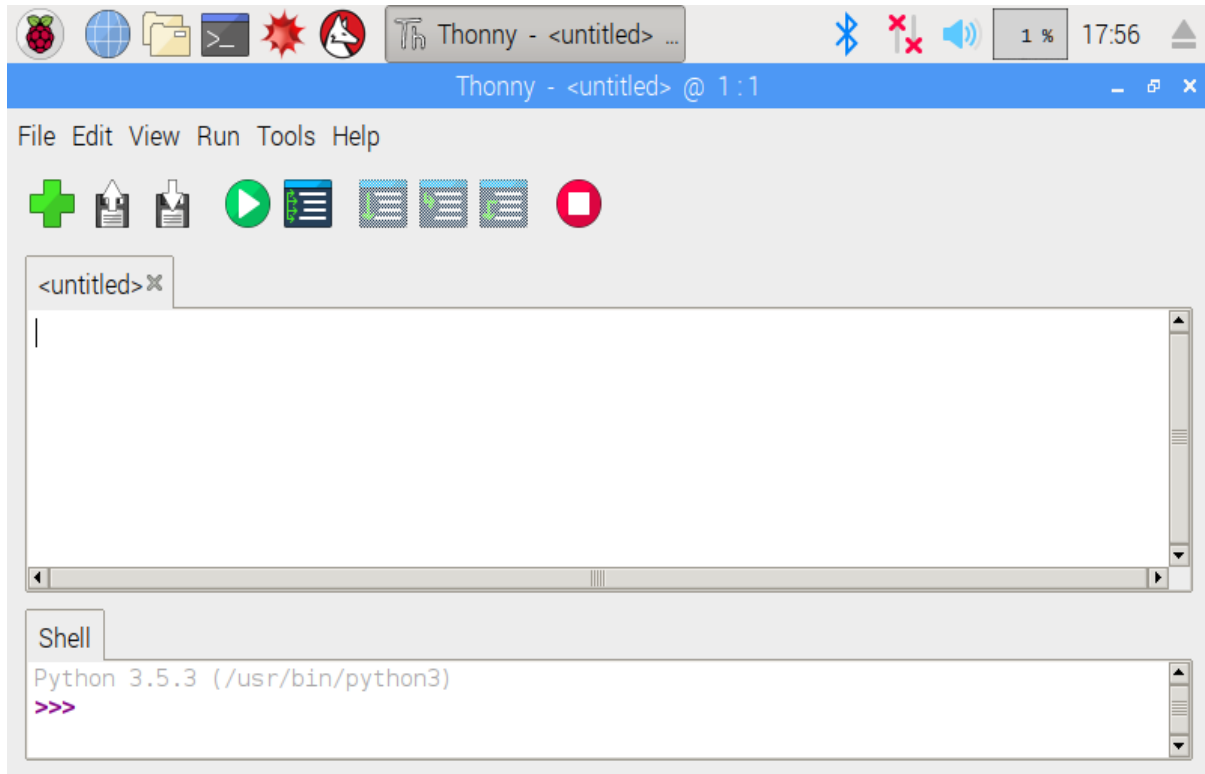 Thonny - <untitled> ...
1 %
17:56
Thonny - <untitled> @ 1 : 1
File Edit View Run Tools Help
<untitled>
Shell
Python 3.5.3 (/usr/bin/python3)
>>>